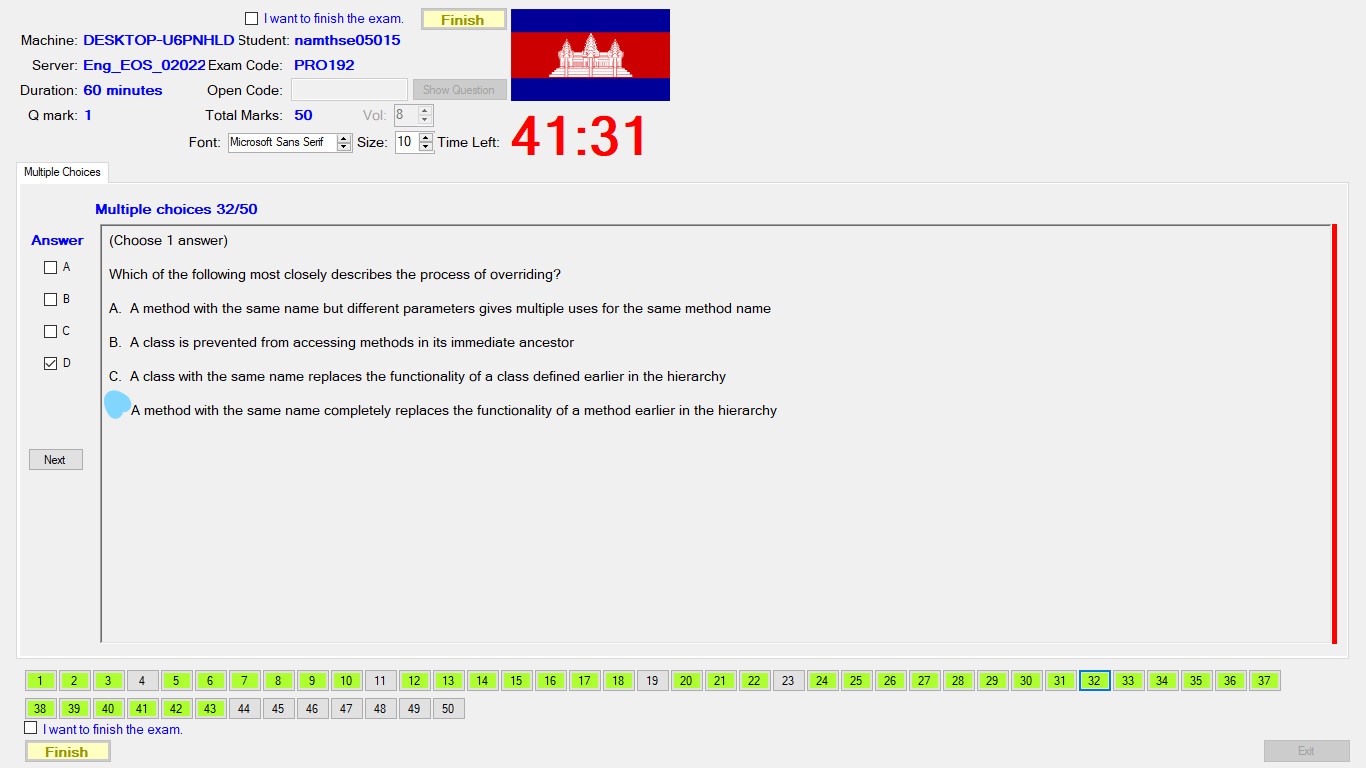 I want to finish the exam. Finish
Machine: DESKTOP-U6PNHLD Student: namthse05015
Server: Eng_EOS_02022 Exam Code: PRO192
Duration: 60 minutes Open Code: Show Question
Q mark: 1 Total Marks: 50 Vol: 8
Font: Microsoft Sans Serif Size: 10 Time Left: 41:31
Multiple Choices
Multiple choices 32/50
Answer
(Choose 1 answer)
A
Which of the following most closely describes the process of overriding?
B
A. A method with the same name but different parameters gives multiple uses for the same method name
C
B. A class is prevented from accessing methods in its immediate ancestor
D
C. A class with the same name replaces the functionality of a class defined earlier in the hierarchy
A method with the same name completely replaces the functionality of a method earlier in the hierarchy
Next
1 2 3 4 5 6 7 8 9 10 11 12 13 14 15 16 17 18 19 20 21 22 23 24 25 26 27 28 29 30 31 32 33 34 35 36 37
38 39 40 41 42 43 44 45 46 47 48 49 50
I want to finish the exam.
Finish Exit